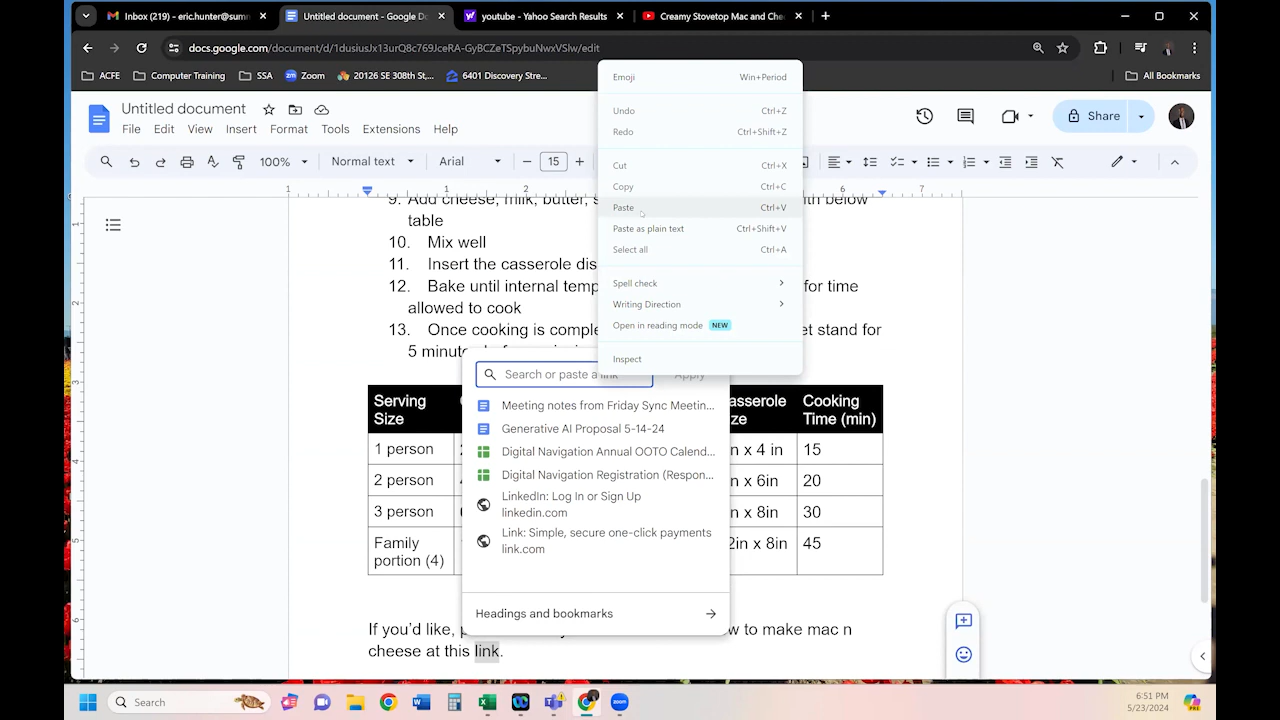 Inbox (219) - eric.hunter@sumn
Untitled document - Google Do
youtube - Yahoo Search Results
Creamy Stovetop Mac and Che
docs.google.com/document/d/1dusiusJx13urQ8c769JceRA-GyBCZeTSpybuNwxVSlw/edit
ACFE
Computer Training
SSA
Zoom
20126 SE 308th St,...
6401 Discovery Stre...
All Bookmarks
Untitled document
File Edit View Insert Format Tools Extensions Help
Share
100% Normal text Arial 15
1 1 2 6 7
Emoji Win+Period
Undo Ctrl+Z
Redo Ctrl+Shift+Z
Cut Ctrl+X
Copy Ctrl+C
Paste Ctrl+V
Paste as plain text Ctrl+Shift+V
Select all Ctrl+A
Spell check
Writing Direction
Open in reading mode NEW
Inspect
9. Add cheese, milk, butter, s
th below
table
10. Mix well
11. Insert the casserole dis
12. Bake until internal temp
for time
allowed to cook
13. Once cooking is comple
et stand for
5 minute
Search or paste a link
Apply
Meeting notes from Friday Sync Meetin...
Generative AI Proposal 5-14-24
Digital Navigation Annual OOTO Calend...
Digital Navigation Registration (Respon...
LinkedIn: Log In or Sign Up
linkedin.com
Link: Simple, secure one-click payments
link.com
Headings and bookmarks
Serving
Size
asserole
ze
Cooking
Time (min)
1 person
n x 4 in 15
2 person
n x 6in 20
3 person
n x 8in 30
Family
portion (4)
2in x 8in 45
If you'd like, p
w to make mac n
cheese at this link.
Search
6:51 PM
5/23/2024